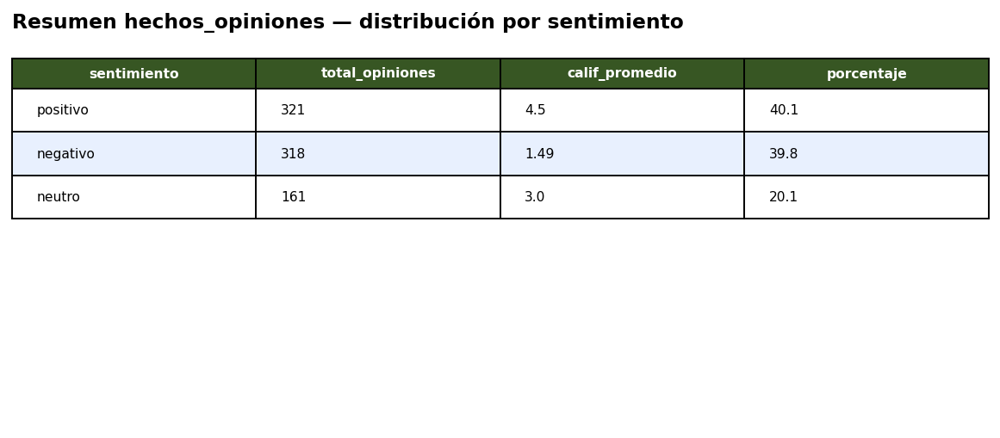 Resumen hechos_opiniones — distribución por sentimiento
sentimiento total_opiniones calif_promedio porcentaje
positivo 321 4.5 40.1
negativo 318 1.49 39.8
neutro 161 3.0 20.1